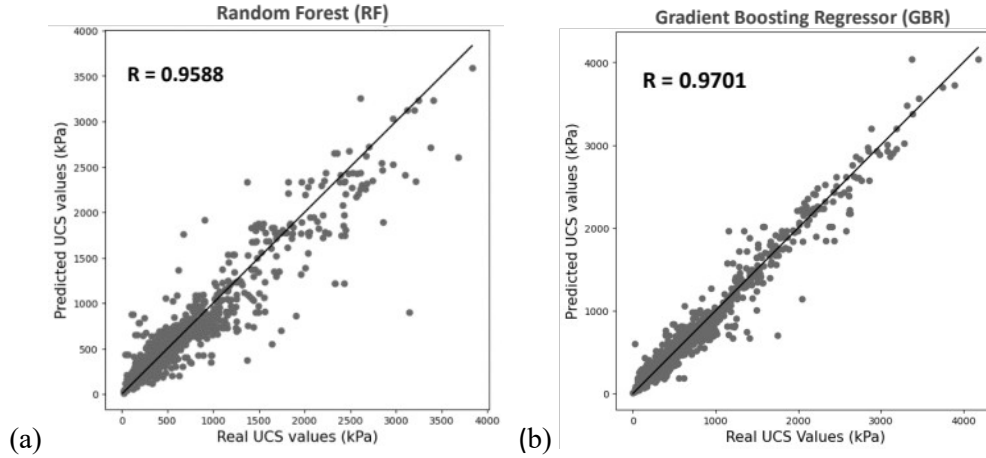 Random Forest (RF)
R = 0.9588
Predicted UCS values (kPa)
4000
3500
3000
2500
2000
1500
1000
500
0
0 500 1000 1500 2000 2500 3000 3500 4000
Real UCS values (kPa)
(a)
Gradient Boosting Regressor (GBR)
R = 0.9701
Predicted UCS values (kPa)
4000
3000
2000
1000
0
0 1000 2000 3000 4000
Real UCS Values (kPa)
(b)